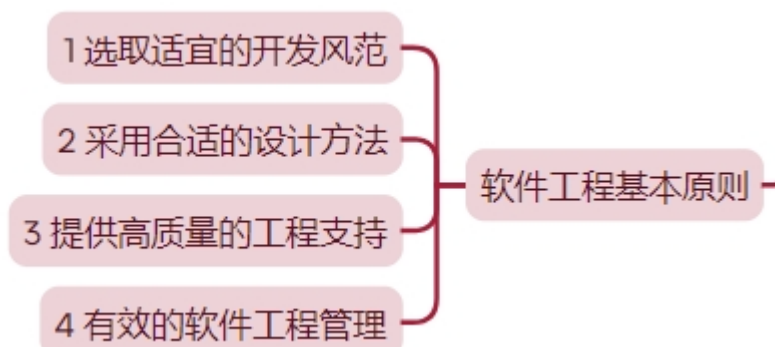 1 选取适宜的开发风范
2 采用合适的设计方法
软件工程基本原则
3 提供高质量的工程支持
4 有效的软件工程管理